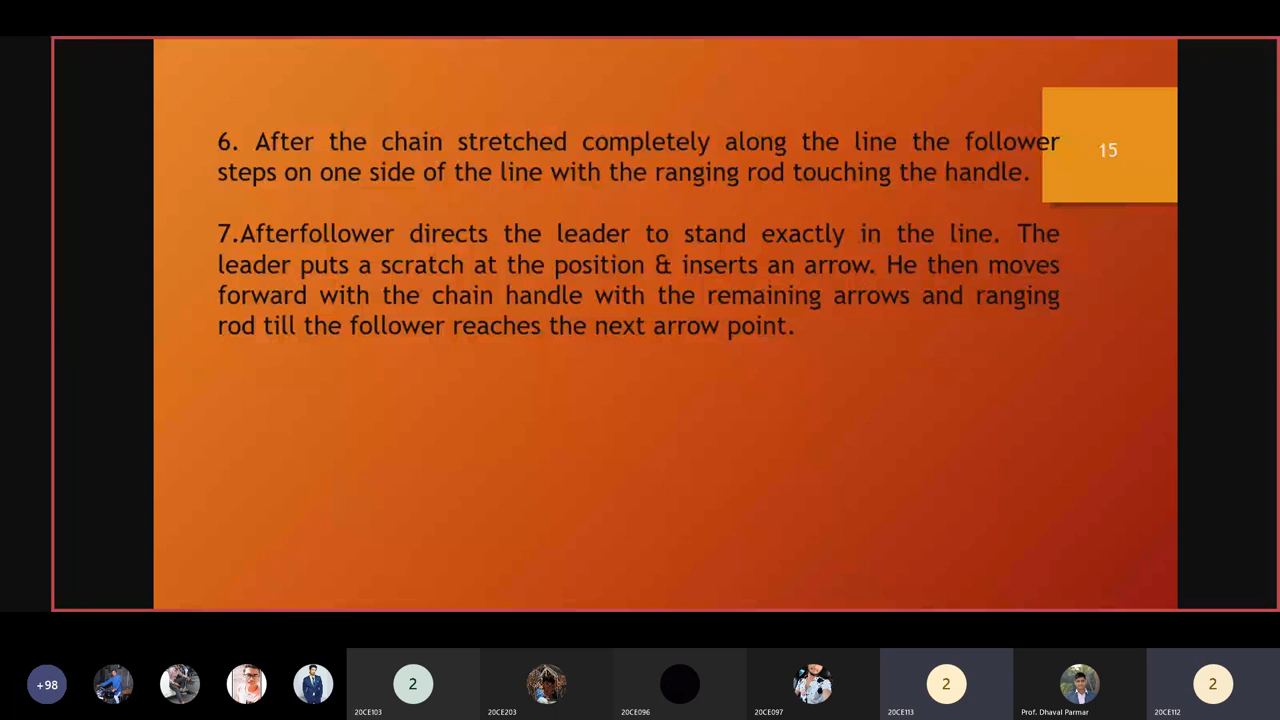 6. After the chain stretched completely along the line the follower
steps on one side of the line with the ranging rod touching the handle.
15
7.Afterfollower directs the leader to stand exactly in the line. The
leader puts a scratch at the position & inserts an arrow. He then moves
forward with the chain handle with the remaining arrows and ranging
rod till the follower reaches the next arrow point.
+98
2
2
2
20CE103
20CE203
20CE096
20CE097
20CE113
Prof. Dhaval Parmar
20CE112